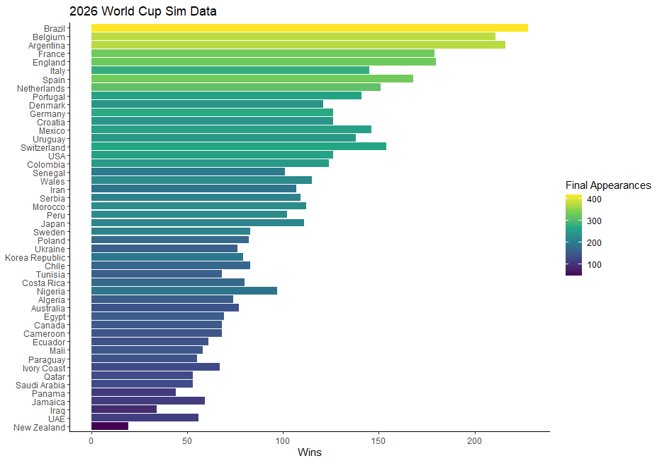 2026 World Cup Sim Data
Brazil
Belgium
Argentina
France
England
Italy
Spain
Netherlands
Portugal
Denmark
Germany
Croatia
Mexico
Uruguay
Switzerland
USA
Colombia
Senegal
Wales
Iran
Serbia
Morocco
Peru
Japan
Sweden
Poland
Ukraine
Korea Republic
Chile
Tunisia
Costa Rica
Nigeria
Algeria
Australia
Egypt
Canada
Cameroon
Ecuador
Mali
Paraguay
Ivory Coast
Qatar
Saudi Arabia
Panama
Jamaica
Iraq
UAE
New Zealand
0 50 100 150 200
Wins
Final Appearances
400
300
200
100